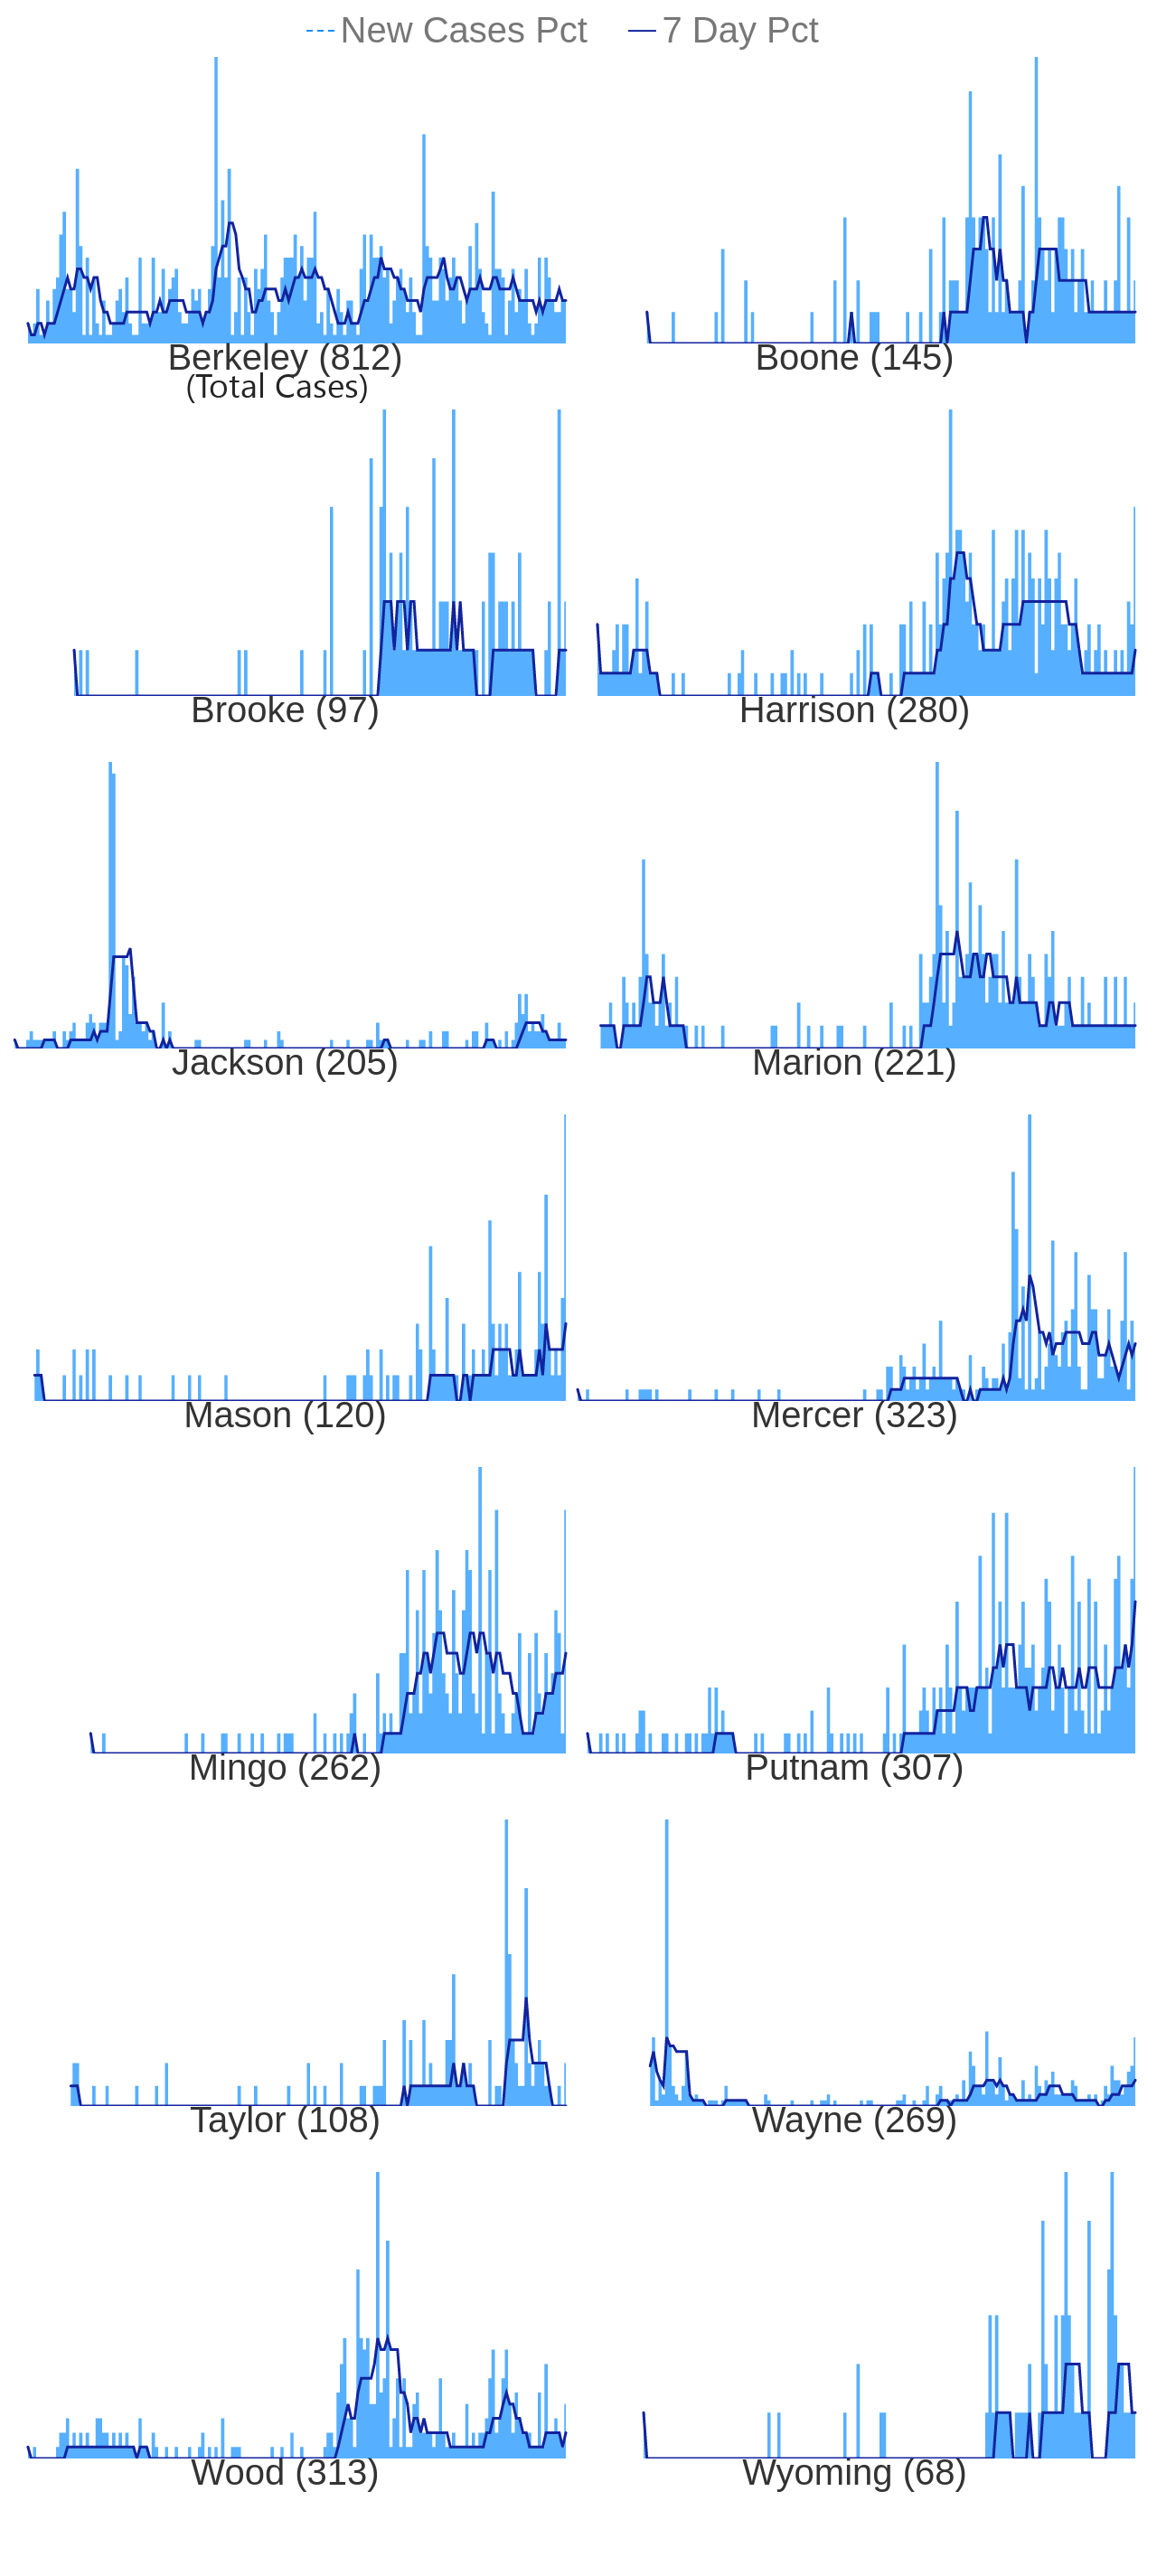 New Cases Pct 7 Day Pct
Berkeley (812) Boone (145)
(Total Cases)
Brooke (97) Harrison (280)
Jackson (205) Marion (221)
Mason (120) Mercer (323)
Mingo (262) Putnam (307)
Taylor (108) Wayne (269)
Wood (313) Wyoming (68)